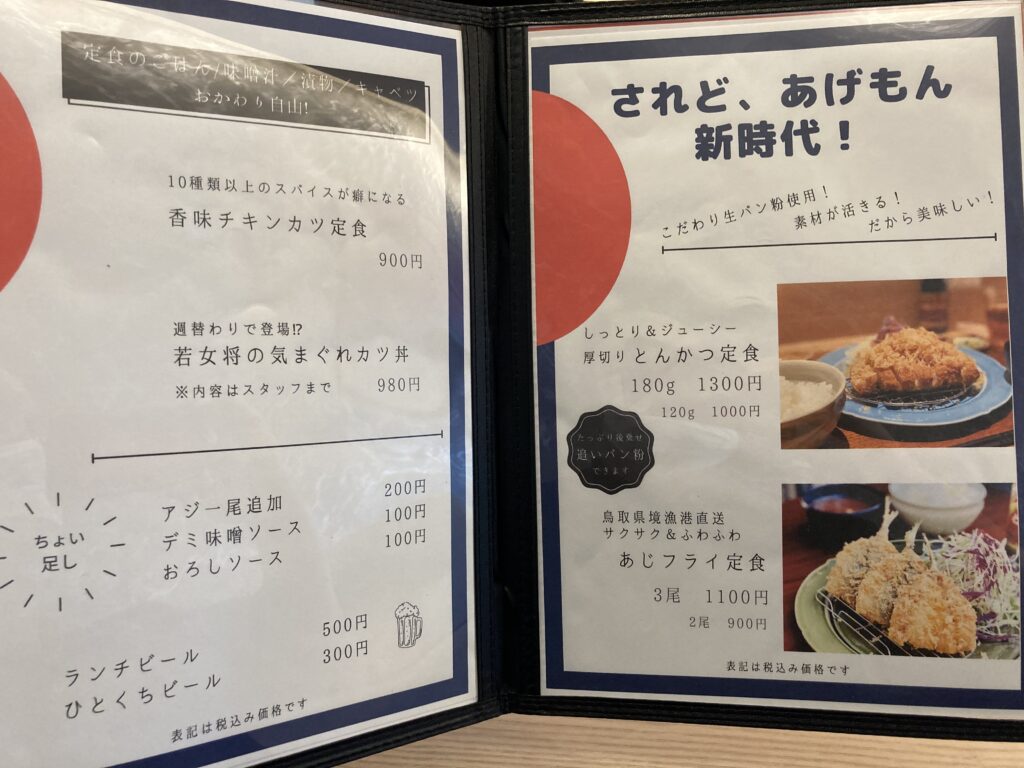 定食のごはん/味噌汁/漬物/キャベツ
おかわり自由!
10種類以上のスパイスが癖になる
香味チキンカツ定食
900円
週替わりで登場!?
若女将の気まぐれカツ丼
※内容はスタッフまで 980円
ちょい
足し
アジ一尾追加 200円
デミ味噌ソース 100円
おろしソース 100円
ランチビール 500円
ひとくちビール 300円
表記は税込み価格です
されど、あげもん
新時代！
こだわり生パン粉使用！
素材が活きる！
だから美味しい！
しっとり＆ジューシー
厚切りとんかつ定食
180g 1300円
120g 1000円
たっぷり後乗せ
追いパン粉
できます
鳥取県境漁港直送
サクサク＆ふわふわ
あじフライ定食
3尾 1100円
2尾 900円
表記は税込み価格です